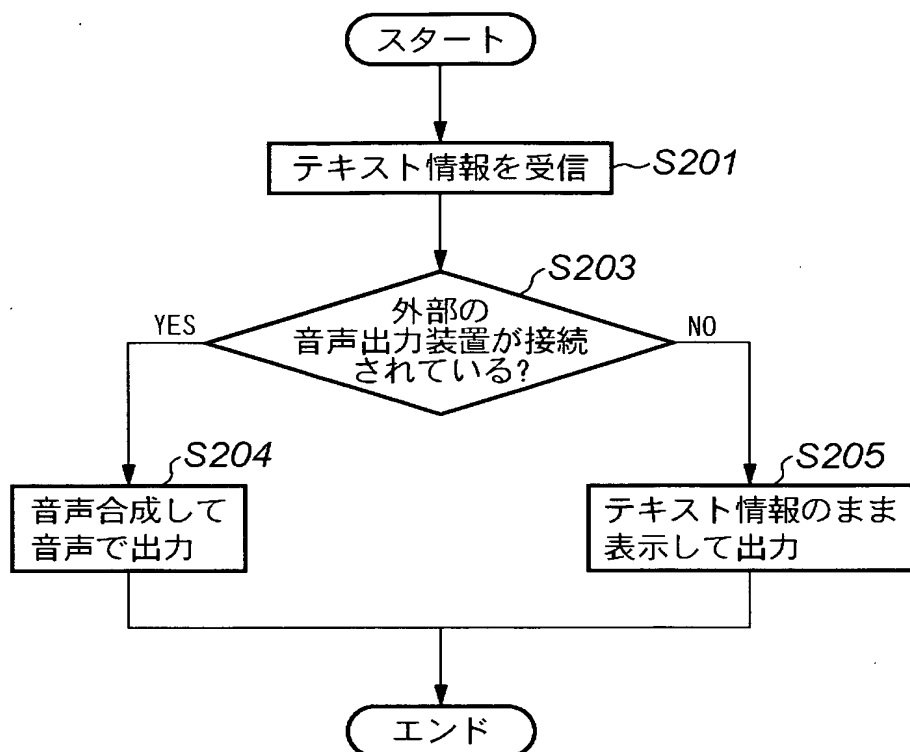 スタート
テキスト情報を受信
S201
S203
外部の
音声出力装置が接続
されている?
YES
NO
S204
音声合成して
音声で出力
S205
テキスト情報のまま
表示して出力
エンド